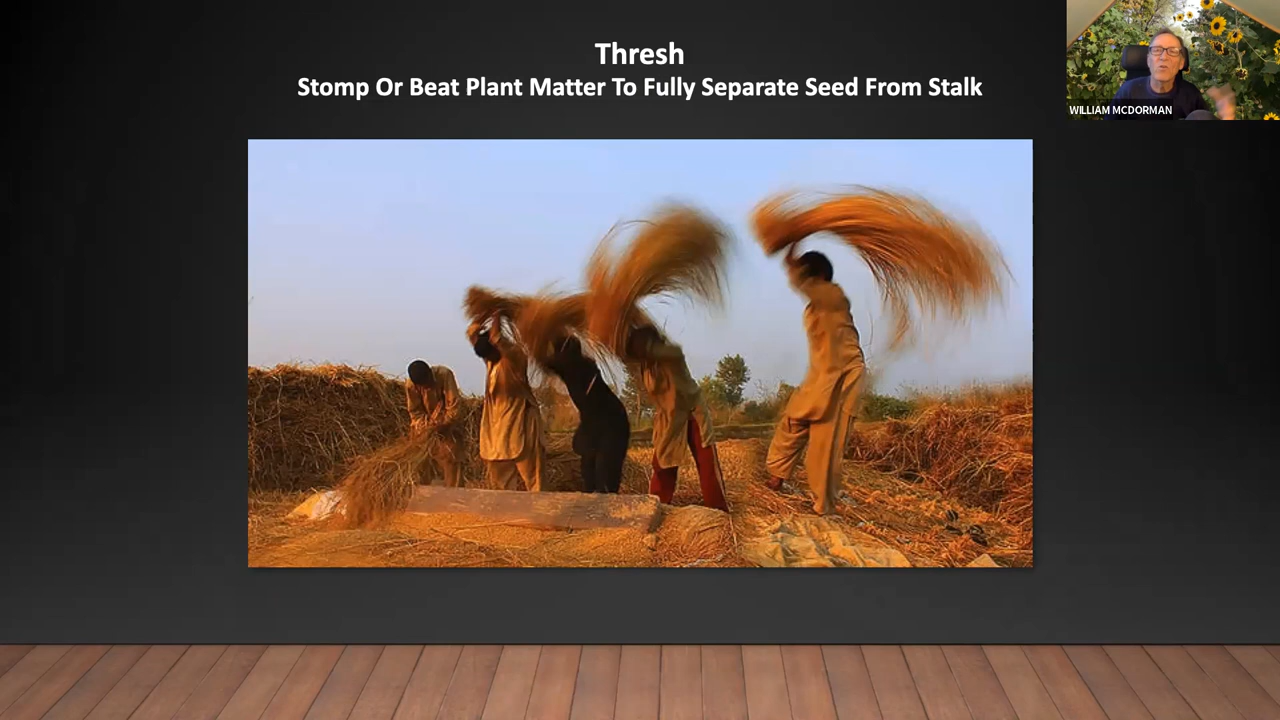 Thresh
Stomp Or Beat Plant Matter To Fully Separate Seed From Stalk
WILLIAM MCDORMAN